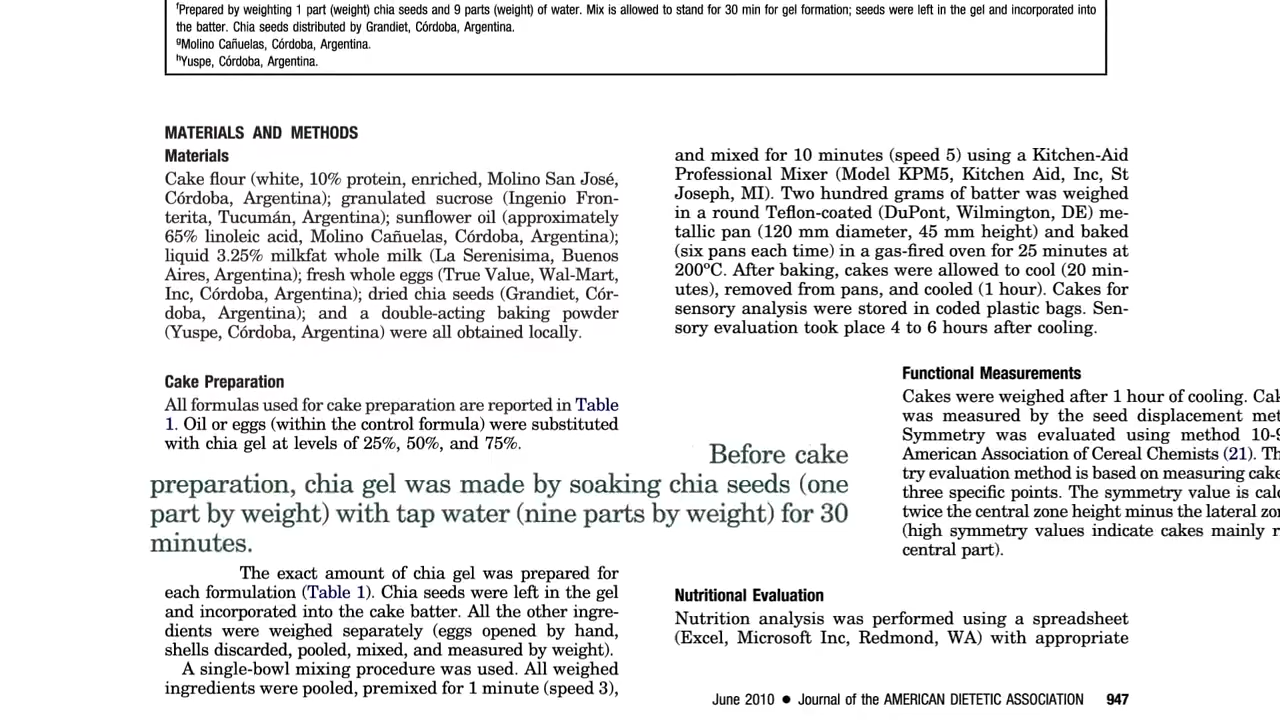 fPrepared by weighting 1 part (weight) chia seeds and 9 parts (weight) of water. Mix is allowed to stand for 30 min for gel formation; seeds were left in the gel and incorporated into
the batter. Chia seeds distributed by Grandiet, Córdoba, Argentina.
gMolino Cañuelas, Córdoba, Argentina.
hYuspe, Córdoba, Argentina.
MATERIALS AND METHODS
Materials
Cake flour (white, 10% protein, enriched, Molino San José,
Córdoba, Argentina); granulated sucrose (Ingenio Fron-
terita, Tucumán, Argentina); sunflower oil (approximately
65% linoleic acid, Molino Cañuelas, Córdoba, Argentina);
liquid 3.25% milkfat whole milk (La Serenisima, Buenos
Aires, Argentina); fresh whole eggs (True Value, Wal-Mart,
Inc, Córdoba, Argentina); dried chia seeds (Grandiet, Cór-
doba, Argentina); and a double-acting baking powder
(Yuspe, Córdoba, Argentina) were all obtained locally.
Cake Preparation
All formulas used for cake preparation are reported in Table
1. Oil or eggs (within the control formula) were substituted
with chia gel at levels of 25%, 50%, and 75%.
Before cake
preparation, chia gel was made by soaking chia seeds (one
part by weight) with tap water (nine parts by weight) for 30
minutes.
The exact amount of chia gel was prepared for
each formulation (Table 1). Chia seeds were left in the gel
and incorporated into the cake batter. All the other ingre-
dients were weighed separately (eggs opened by hand,
shells discarded, pooled, mixed, and measured by weight).
A single-bowl mixing procedure was used. All weighed
ingredients were pooled, premixed for 1 minute (speed 3),
and mixed for 10 minutes (speed 5) using a Kitchen-Aid
Professional Mixer (Model KPM5, Kitchen Aid, Inc, St
Joseph, MI). Two hundred grams of batter was weighed
in a round Teflon-coated (DuPont, Wilmington, DE) me-
tallic pan (120 mm diameter, 45 mm height) and baked
(six pans each time) in a gas-fired oven for 25 minutes at
200ºC. After baking, cakes were allowed to cool (20 min-
utes), removed from pans, and cooled (1 hour). Cakes for
sensory analysis were stored in coded plastic bags. Sen-
sory evaluation took place 4 to 6 hours after cooling.
Functional Measurements
Cakes were weighed after 1 hour of cooling. Cak
was measured by the seed displacement met
Symmetry was evaluated using method 10-9
American Association of Cereal Chemists (21). Th
try evaluation method is based on measuring cake
three specific points. The symmetry value is calc
twice the central zone height minus the lateral zon
(high symmetry values indicate cakes mainly r
central part).
Nutritional Evaluation
Nutrition analysis was performed using a spreadsheet
(Excel, Microsoft Inc, Redmond, WA) with appropriate
June 2010 ● Journal of the AMERICAN DIETETIC ASSOCIATION 947